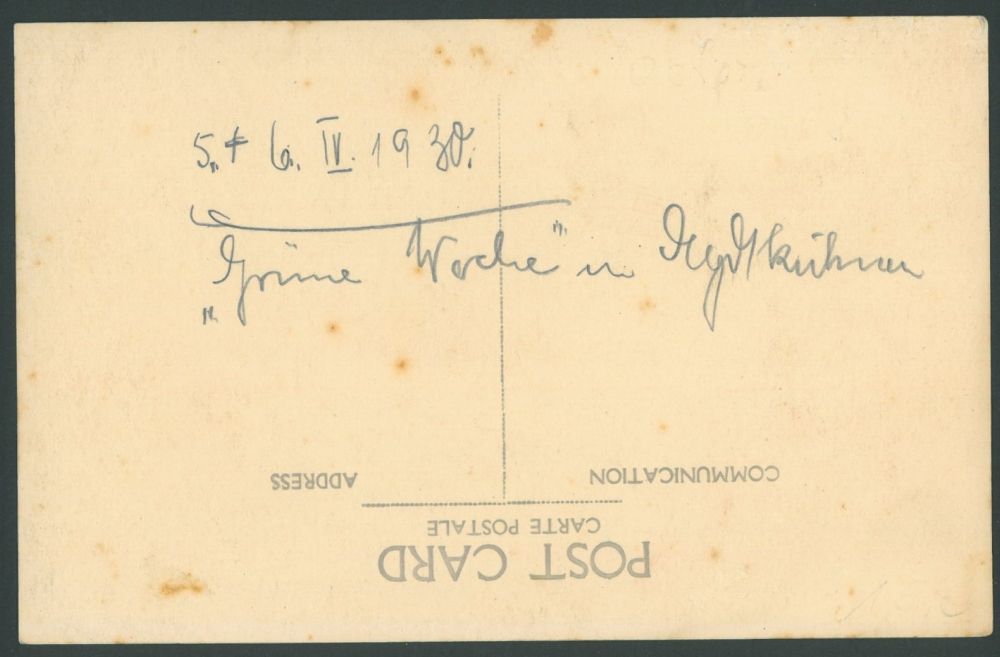 5. + 6. IV. 1930.
„Grüne Woche" in Eydtkuhnen
ADDRESS
COMMUNICATION
CARTE POSTALE
POST CARD